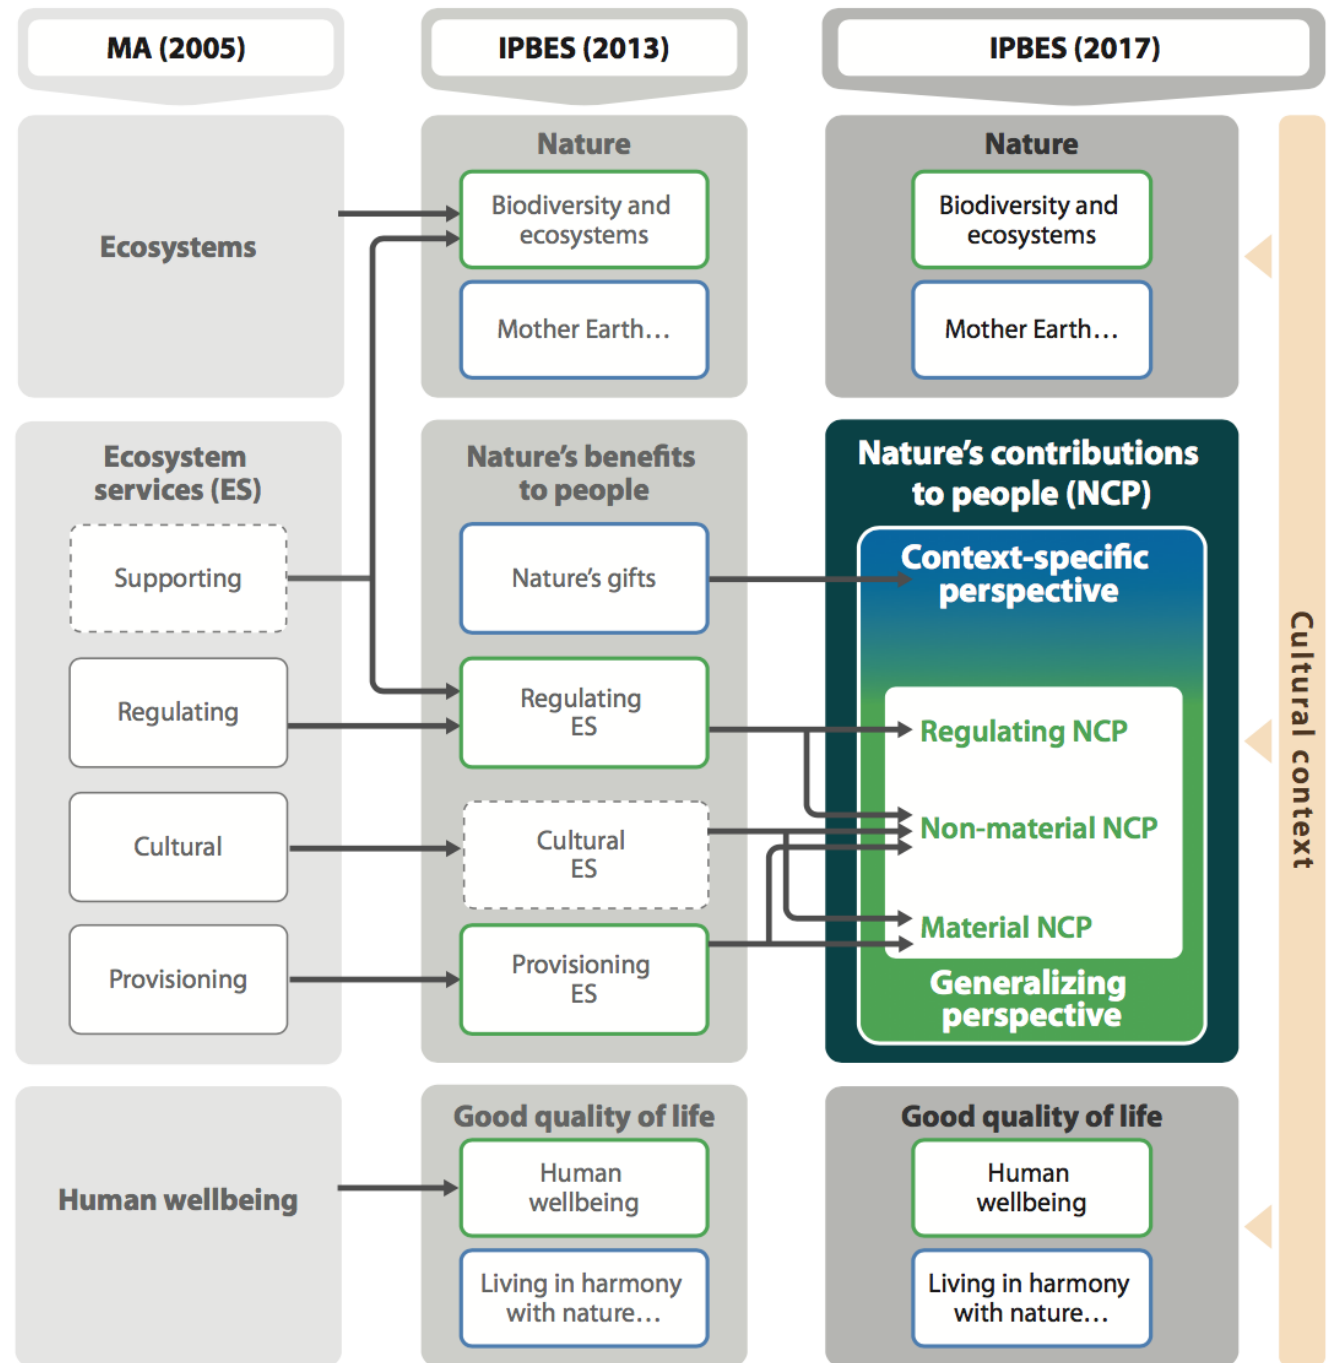 MA (2005)
IPBES (2013)
IPBES (2017)
Ecosystems
Nature
Biodiversity and
ecosystems
Mother Earth…
Nature
Biodiversity and
ecosystems
Mother Earth…
Ecosystem
services (ES)
Supporting
Regulating
Cultural
Provisioning
Nature’s benefits
to people
Nature’s gifts
Regulating
ES
Cultural
ES
Provisioning
ES
Nature’s contributions
to people (NCP)
Context-specific
perspective
Regulating NCP
Non-material NCP
Material NCP
Generalizing
perspective
Human wellbeing
Good quality of life
Human
wellbeing
Living in harmony
with nature…
Good quality of life
Human
wellbeing
Living in harmony
with nature…
Cultural context